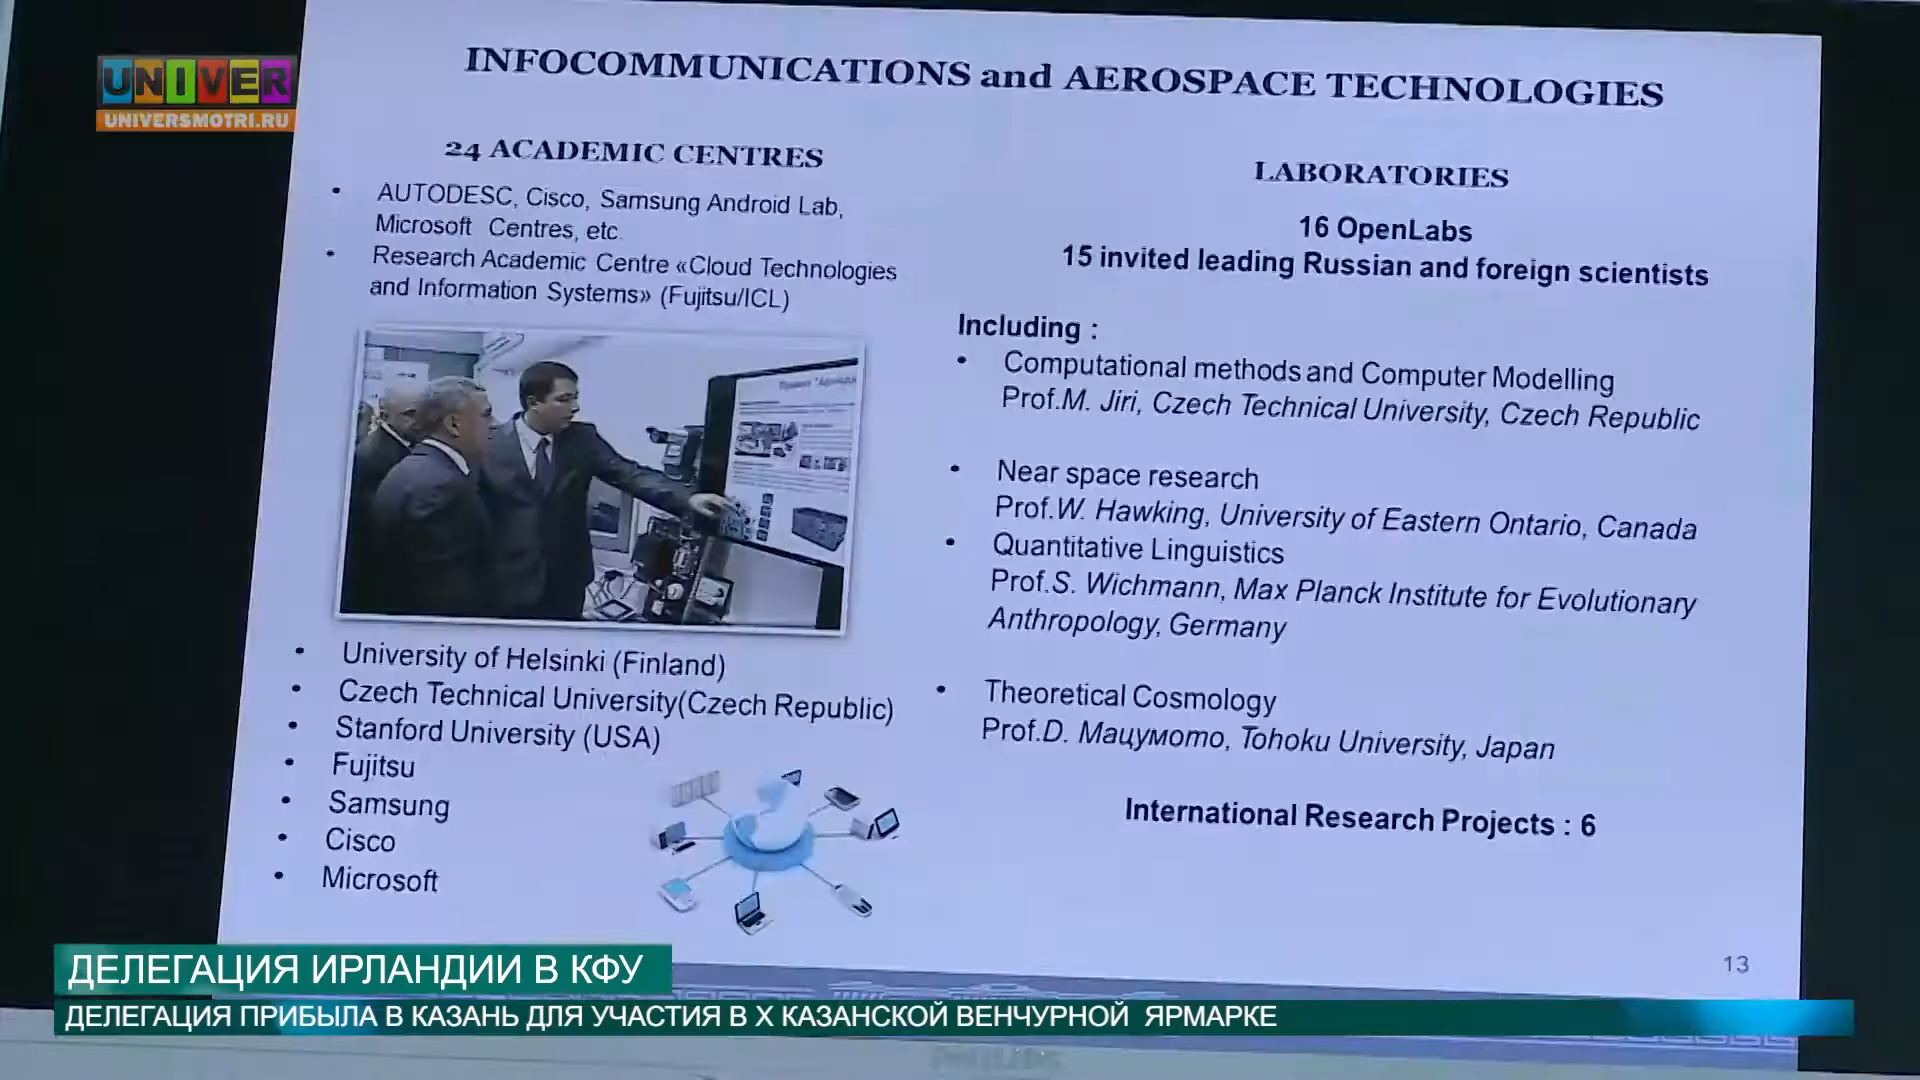 UNIVER
UNIVERSMOTRI.RU
INFOCOMMUNICATIONS and AEROSPACE TECHNOLOGIES
24 ACADEMIC CENTRES
• AUTODESC, Cisco, Samsung Android Lab,
Microsoft Centres, etc.
• Research Academic Centre «Cloud Technologies
and Information Systems» (Fujitsu/ICL)
• University of Helsinki (Finland)
• Czech Technical University(Czech Republic)
• Stanford University (USA)
• Fujitsu
• Samsung
• Cisco
• Microsoft
LABORATORIES
16 OpenLabs
15 invited leading Russian and foreign scientists
Including :
• Computational methods and Computer Modelling
Prof.M. Jiri, Czech Technical University, Czech Republic
• Near space research
Prof.W. Hawking, University of Eastern Ontario, Canada
• Quantitative Linguistics
Prof.S. Wichmann, Max Planck Institute for Evolutionary
Anthropology, Germany
• Theoretical Cosmology
Prof.D. Мацумото, Tohoku University, Japan
International Research Projects : 6
13
ДЕЛЕГАЦИЯ ИРЛАНДИИ В КФУ
ДЕЛЕГАЦИЯ ПРИБЫЛА В КАЗАНЬ ДЛЯ УЧАСТИЯ В X КАЗАНСКОЙ ВЕНЧУРНОЙ ЯРМАРКЕ